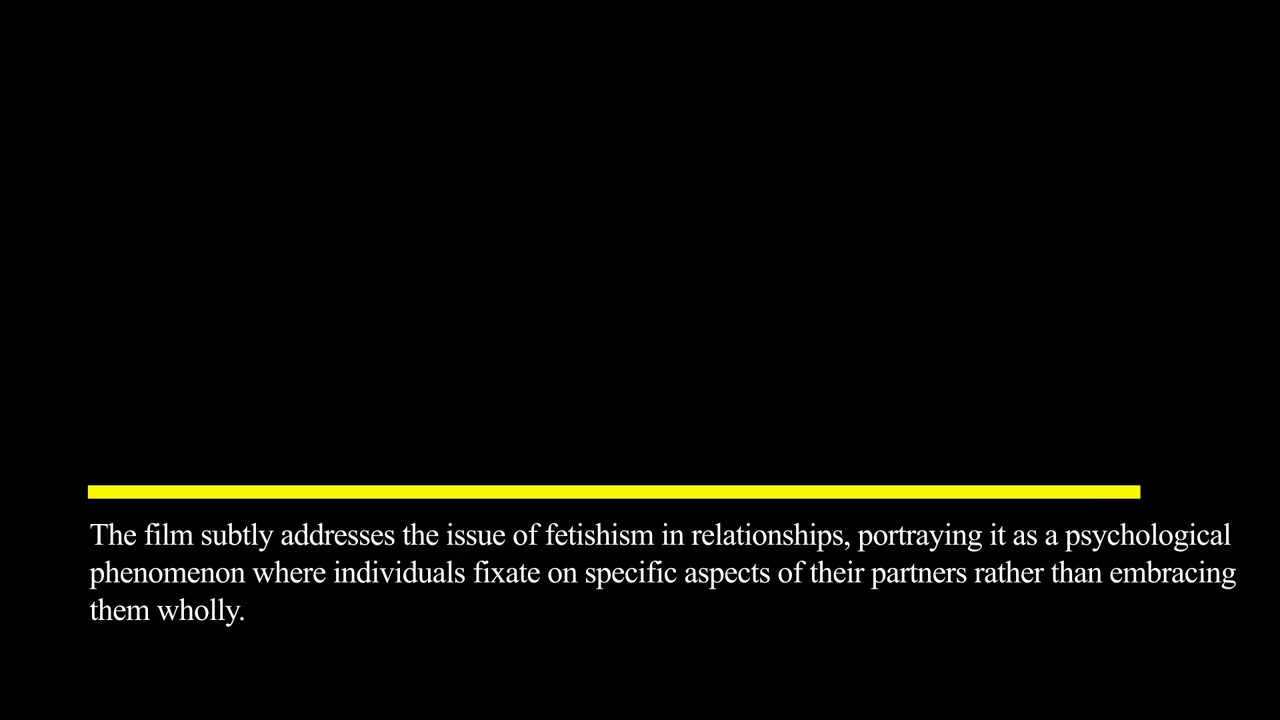 The film subtly addresses the issue of fetishism in relationships, portraying it as a psychological
phenomenon where individuals fixate on specific aspects of their partners rather than embracing
them wholly.